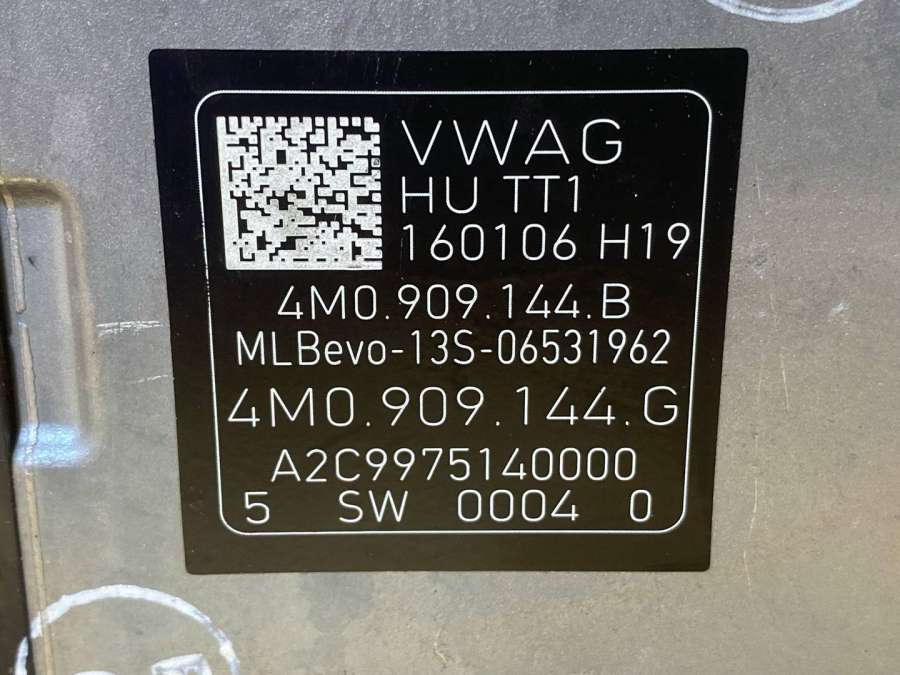 VWAG
HU TT1
160106 H19
4M0.909.144.B
MLBevo-13S-06531962
4M0.909.144.G
A2C9975140000
5 SW 0004 0